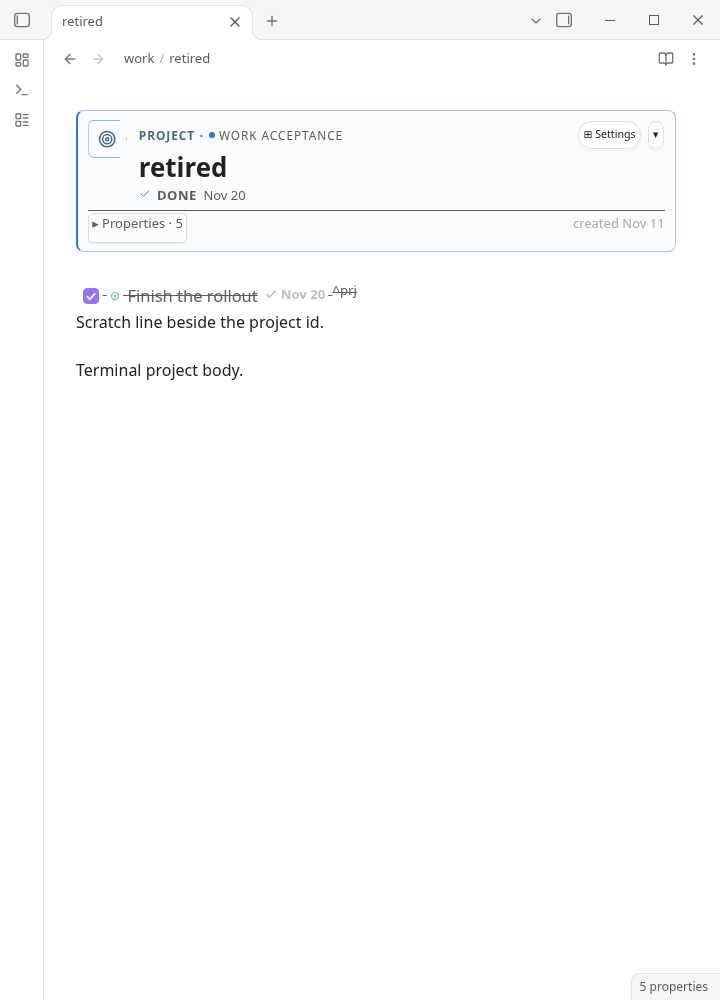 retired
work / retired
PROJECT · WORK ACCEPTANCE
Settings
retired
DONE Nov 20
Properties · 5
created Nov 11
Finish the rollout Nov 20 ^prj
Scratch line beside the project id.
Terminal project body.
5 properties